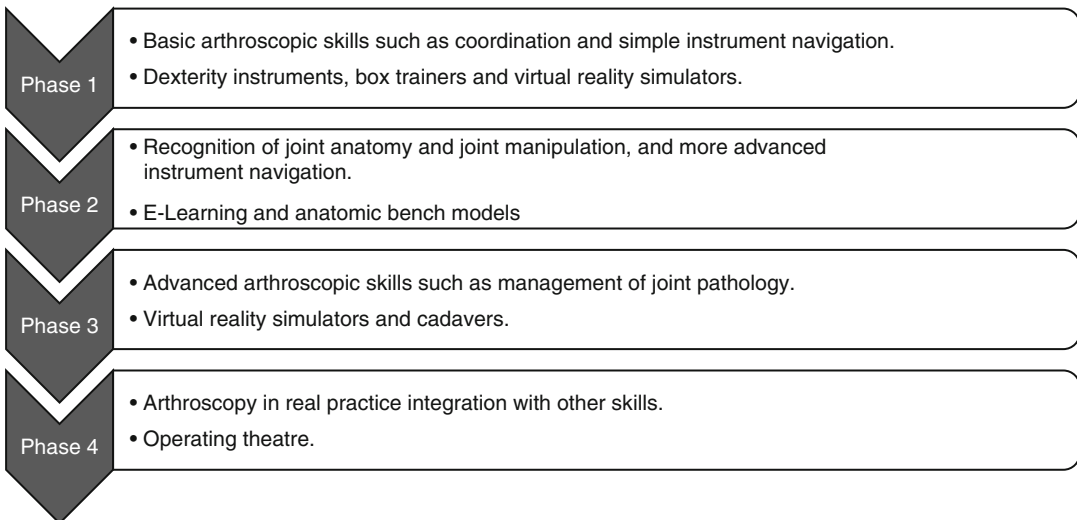 Phase 1
• Basic arthroscopic skills such as coordination and simple instrument navigation.
• Dexterity instruments, box trainers and virtual reality simulators.
Phase 2
• Recognition of joint anatomy and joint manipulation, and more advanced
instrument navigation.
• E-Learning and anatomic bench models
Phase 3
• Advanced arthroscopic skills such as management of joint pathology.
• Virtual reality simulators and cadavers.
Phase 4
• Arthroscopy in real practice integration with other skills.
• Operating theatre.